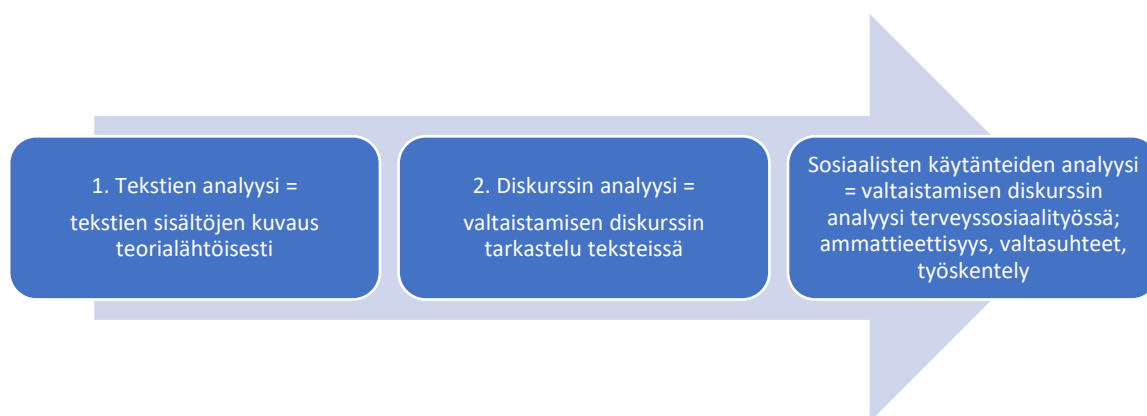 1. Tekstien analyysi =
tekstien sisältöjen kuvaus
teorialähtöisesti
2. Diskurssin analyysi =
valtaistamisen diskurssin
tarkastelu teksteissä
Sosiaalisten käytänteiden analyysi
= valtaistamisen diskurssin
analyysi terveyssosiaalityössä;
ammattieettisyys, valtasuhteet,
työskentely